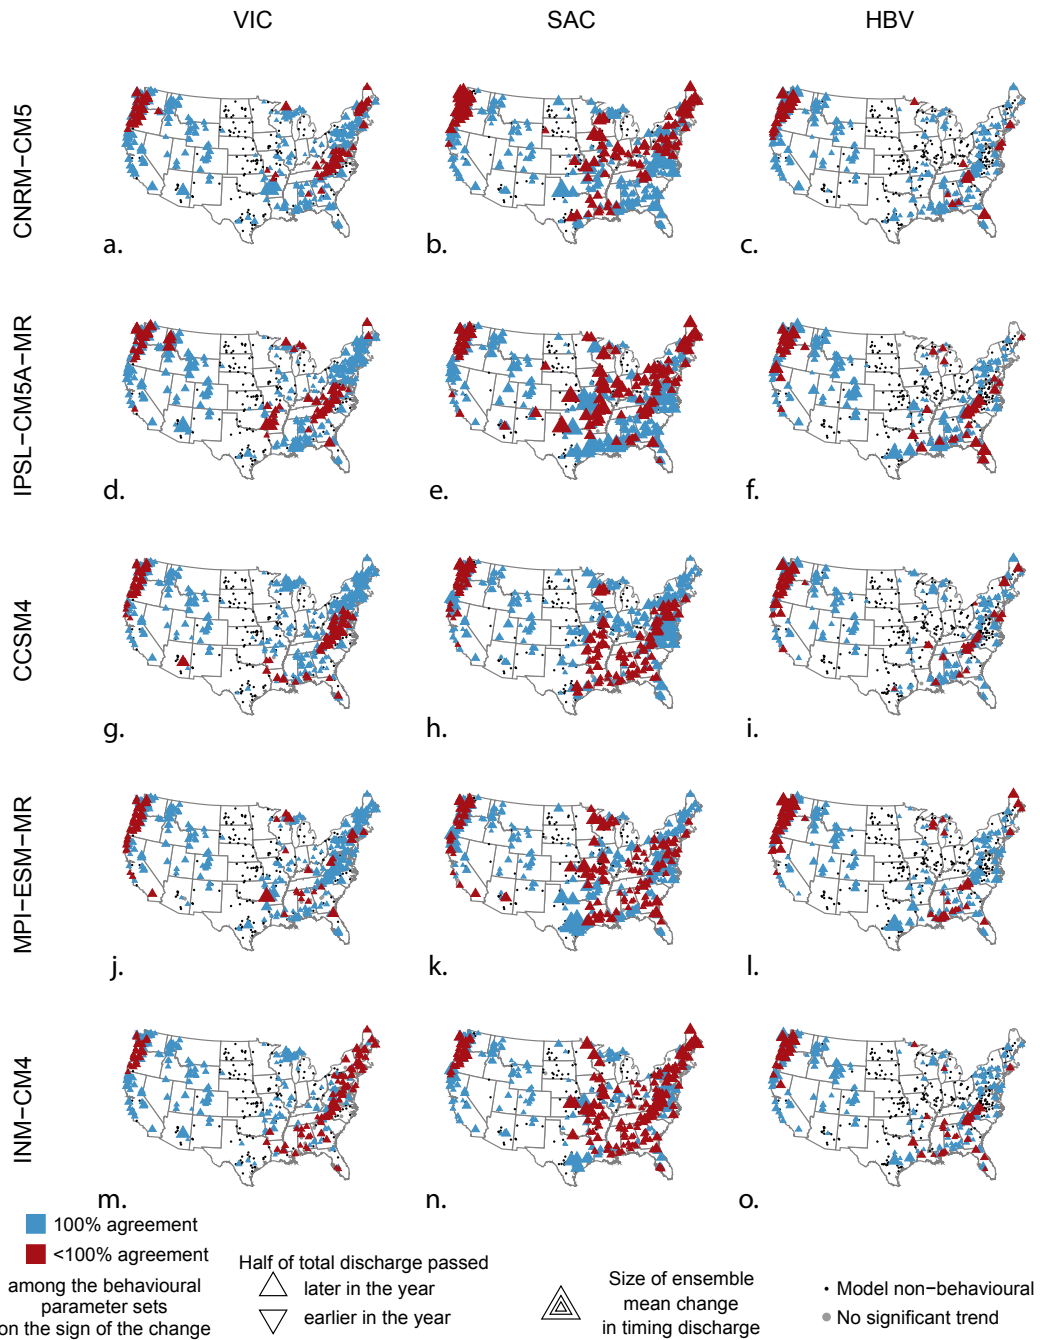 VIC SAC HBV
CNRM−CM5
a. b. c.
IPSL−CM5A−MR
d. e. f.
CCSM4
g. h. i.
MPI−ESM−MR
j. k. l.
INM−CM4
m. n. o.
100% agreement
<100% agreement
among the behavioural
parameter sets
on the sign of the change
Half of total discharge passed
later in the year
earlier in the year
Size of ensemble
mean change
in timing discharge
Model non−behavioural
No significant trend